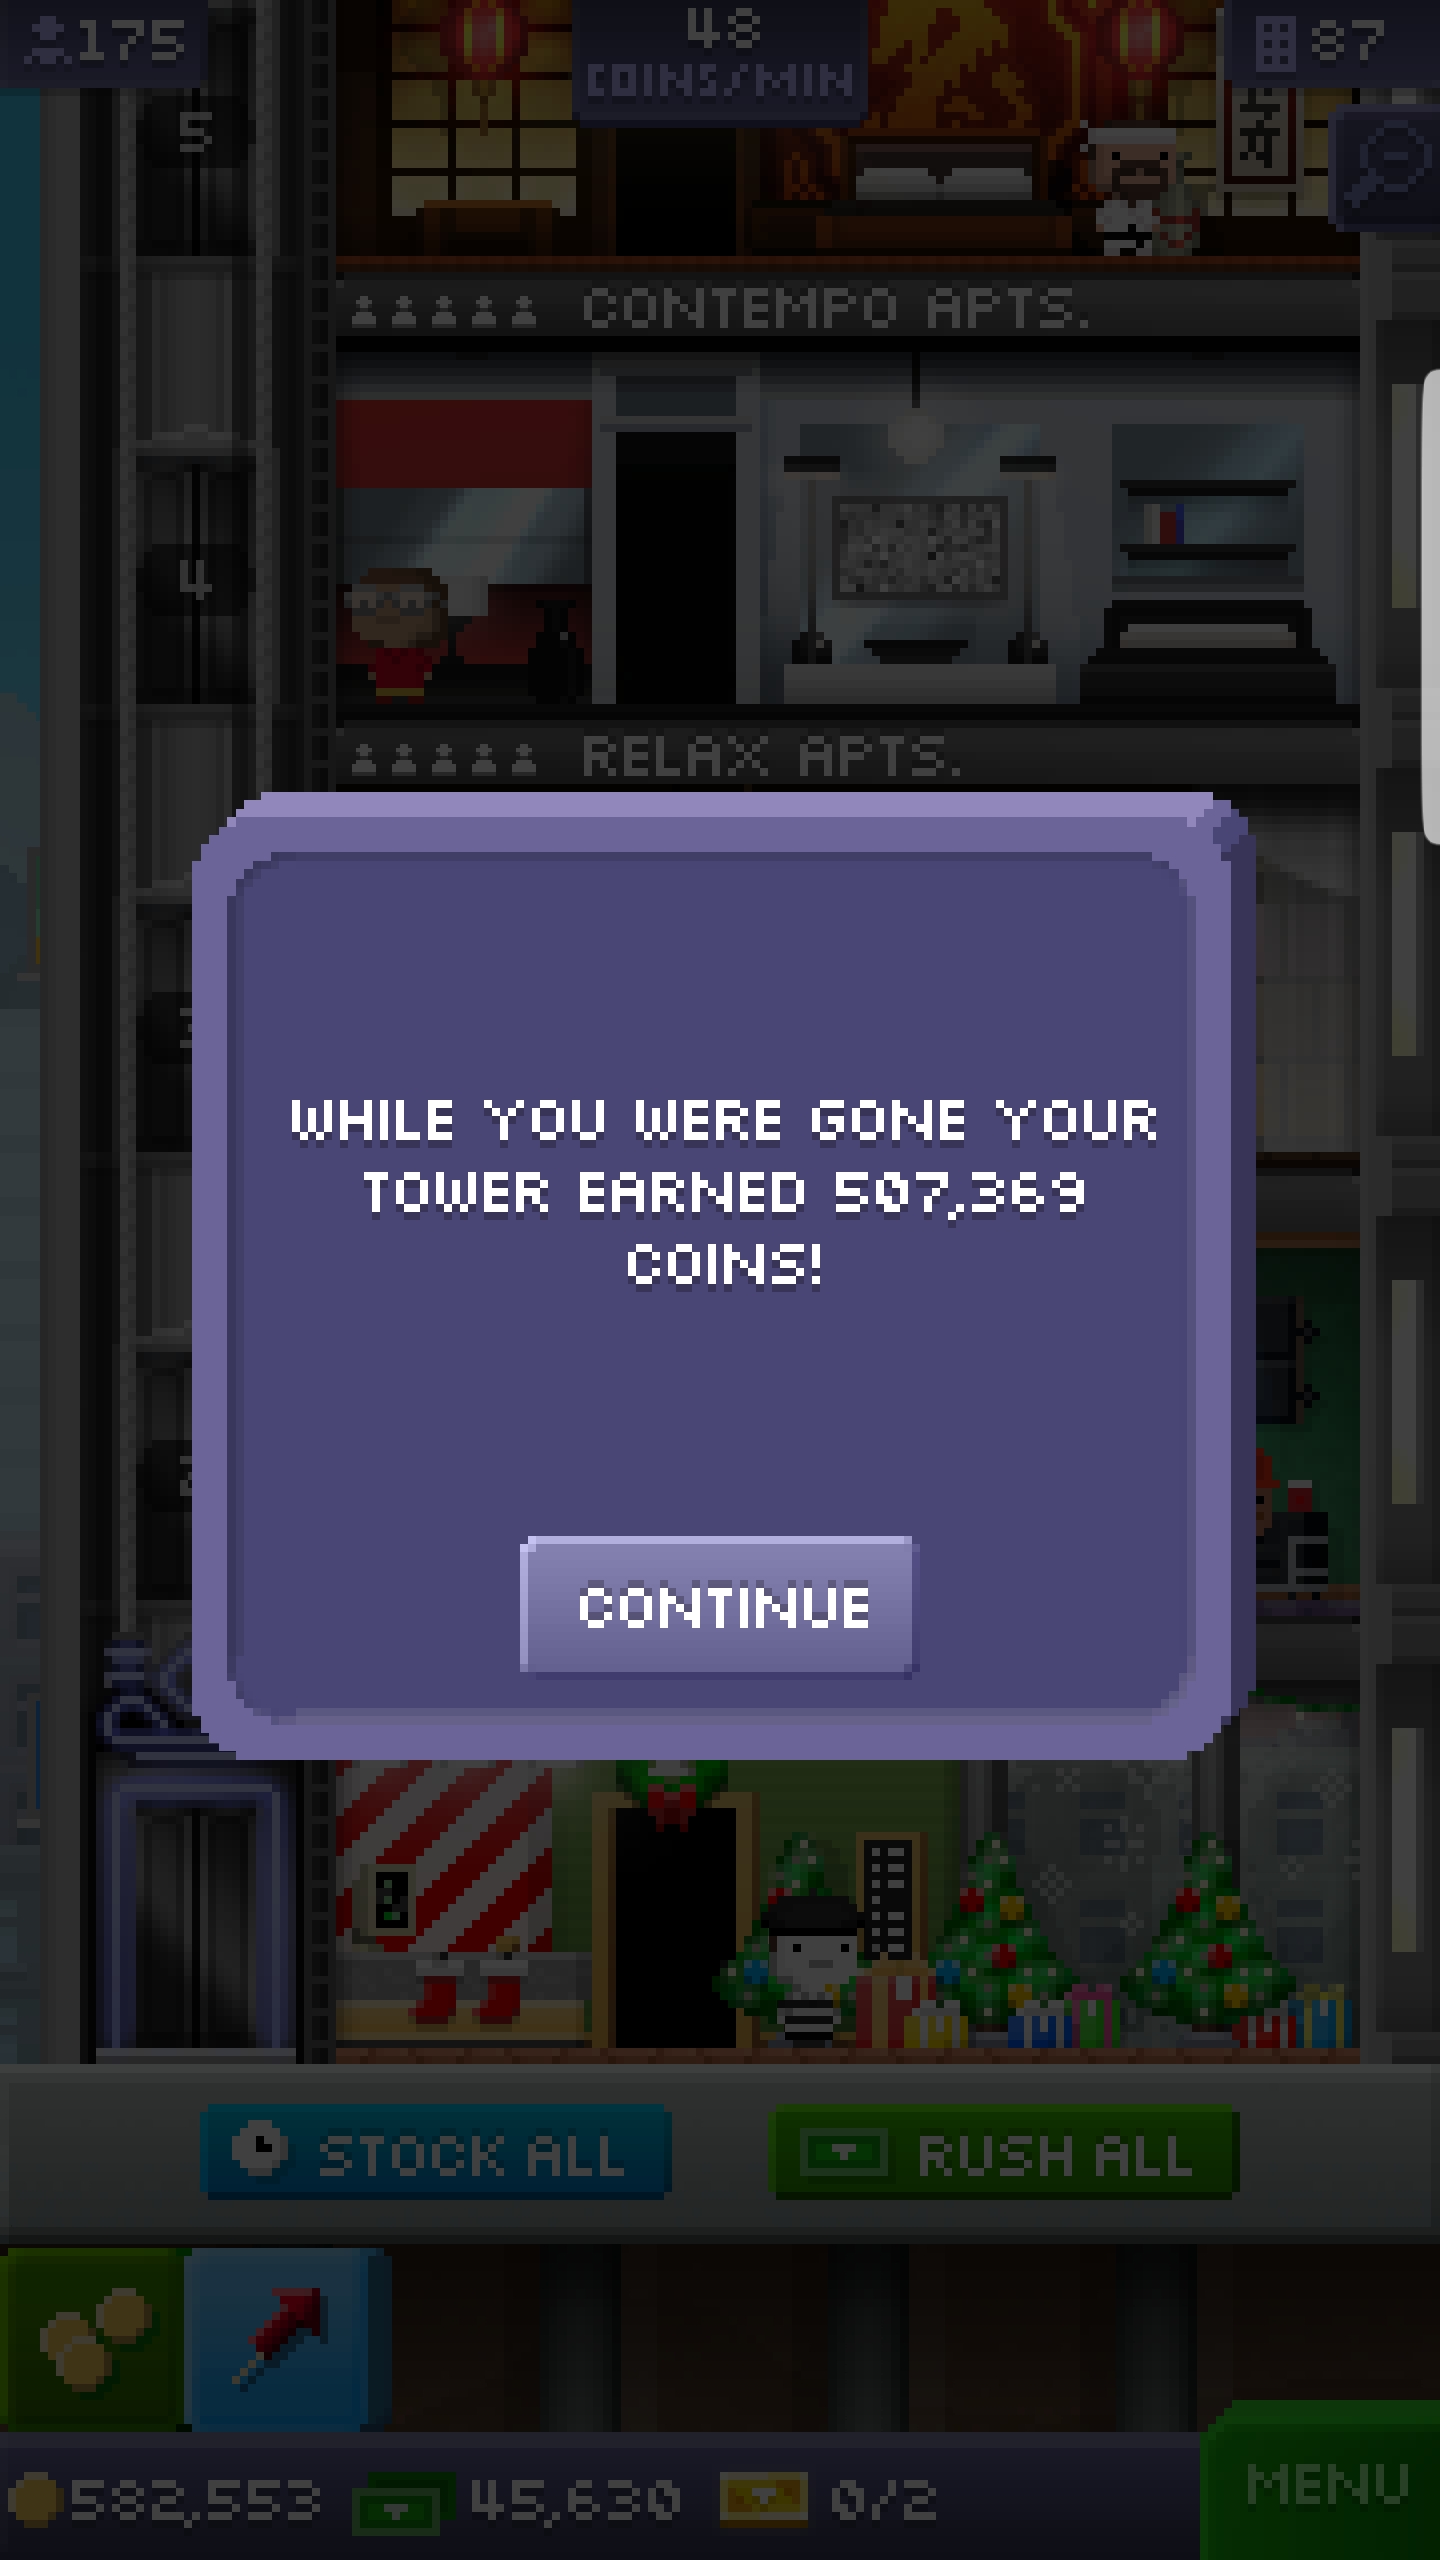 175
48
COINS/MIN
87
5
CONTEMPO APTS.
4
RELAX APTS.
WHILE YOU WERE GONE YOUR
TOWER EARNED 507,369
COINS!
CONTINUE
STOCK ALL
RUSH ALL
582,553
45,630
0/2
MENU